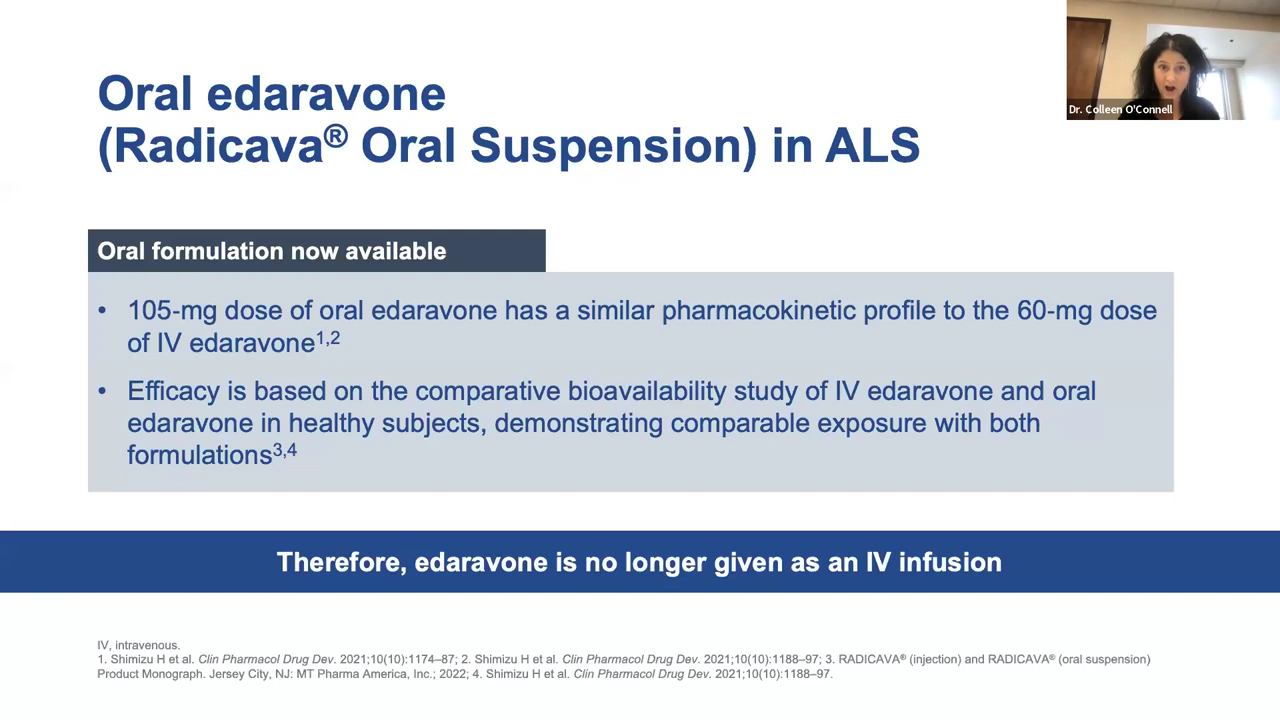 Dr. Colleen O'Connell
Oral edaravone
(Radicava® Oral Suspension) in ALS
Oral formulation now available
• 105-mg dose of oral edaravone has a similar pharmacokinetic profile to the 60-mg dose
of IV edaravone1,2
• Efficacy is based on the comparative bioavailability study of IV edaravone and oral
edaravone in healthy subjects, demonstrating comparable exposure with both
formulations3,4
Therefore, edaravone is no longer given as an IV infusion
IV, intravenous.
1. Shimizu H et al. Clin Pharmacol Drug Dev. 2021;10(10):1174–87; 2. Shimizu H et al. Clin Pharmacol Drug Dev. 2021;10(10):1188–97; 3. RADICAVA® (injection) and RADICAVA® (oral suspension)
Product Monograph. Jersey City, NJ: MT Pharma America, Inc.; 2022; 4. Shimizu H et al. Clin Pharmacol Drug Dev. 2021;10(10):1188–97.